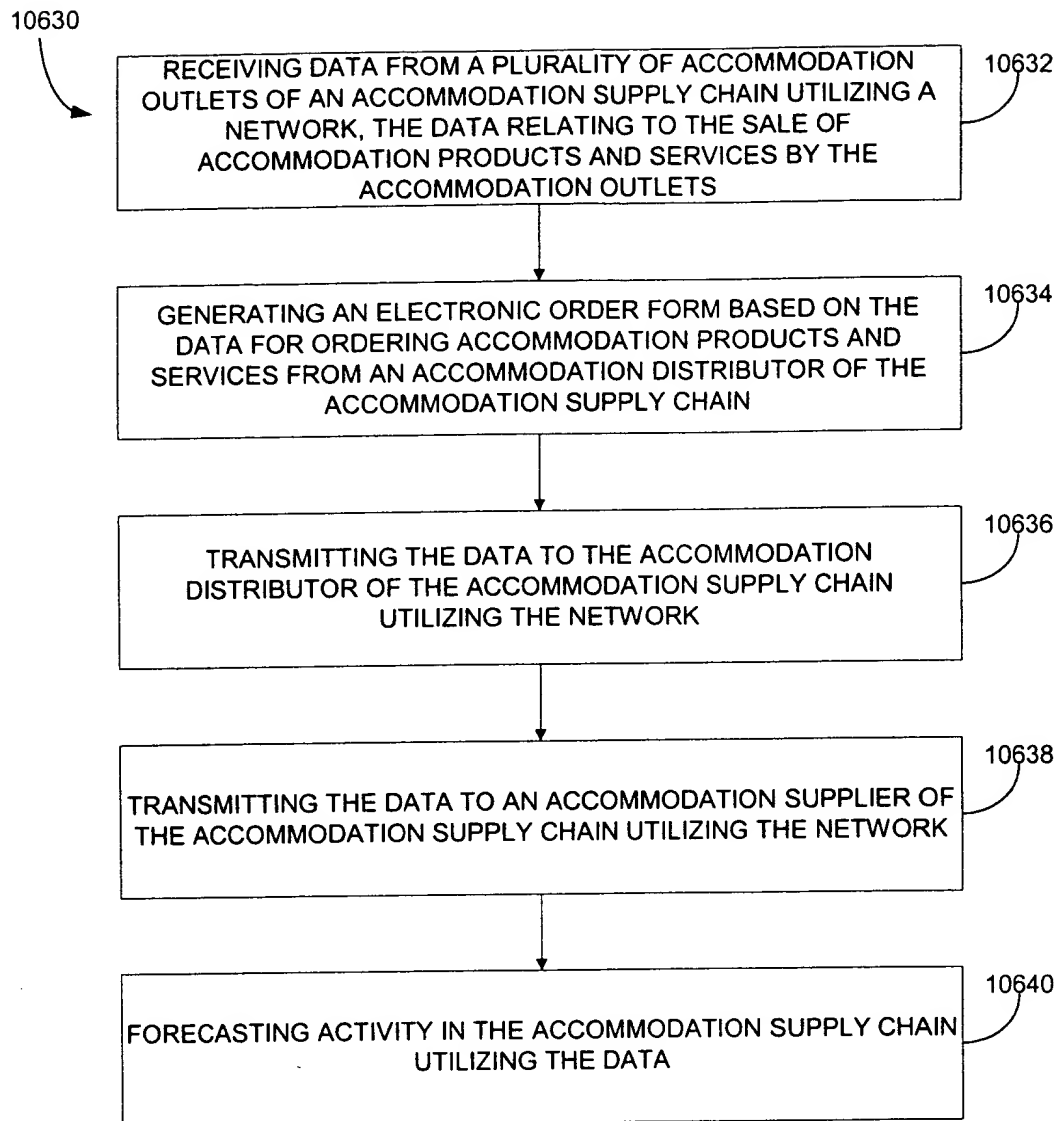 10630
RECEIVING DATA FROM A PLURALITY OF ACCOMMODATION
OUTLETS OF AN ACCOMMODATION SUPPLY CHAIN UTILIZING A
NETWORK, THE DATA RELATING TO THE SALE OF
ACCOMMODATION PRODUCTS AND SERVICES BY THE
ACCOMMODATION OUTLETS
10632
GENERATING AN ELECTRONIC ORDER FORM BASED ON THE
DATA FOR ORDERING ACCOMMODATION PRODUCTS AND
SERVICES FROM AN ACCOMMODATION DISTRIBUTOR OF THE
ACCOMMODATION SUPPLY CHAIN
10634
TRANSMITTING THE DATA TO THE ACCOMMODATION
DISTRIBUTOR OF THE ACCOMMODATION SUPPLY CHAIN
UTILIZING THE NETWORK
10636
TRANSMITTING THE DATA TO AN ACCOMMODATION SUPPLIER OF
THE ACCOMMODATION SUPPLY CHAIN UTILIZING THE NETWORK
10638
FORECASTING ACTIVITY IN THE ACCOMMODATION SUPPLY CHAIN
UTILIZING THE DATA
10640